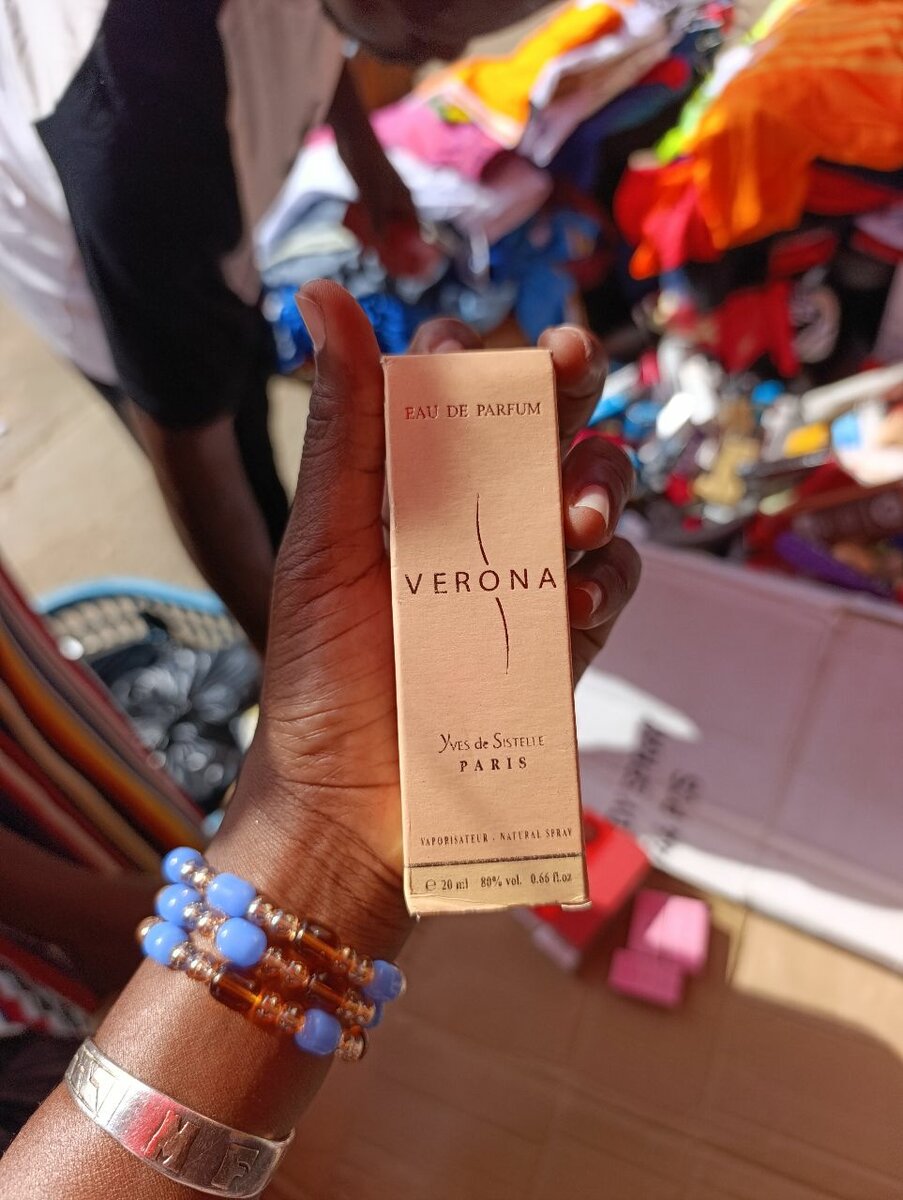 EAU DE PARFUM
VERONA
YVES de SISTELLE
PARIS
VAPORISATEUR . NATURAL SPRAY
℮ 20 ml 80% vol. 0.66 fl.oz